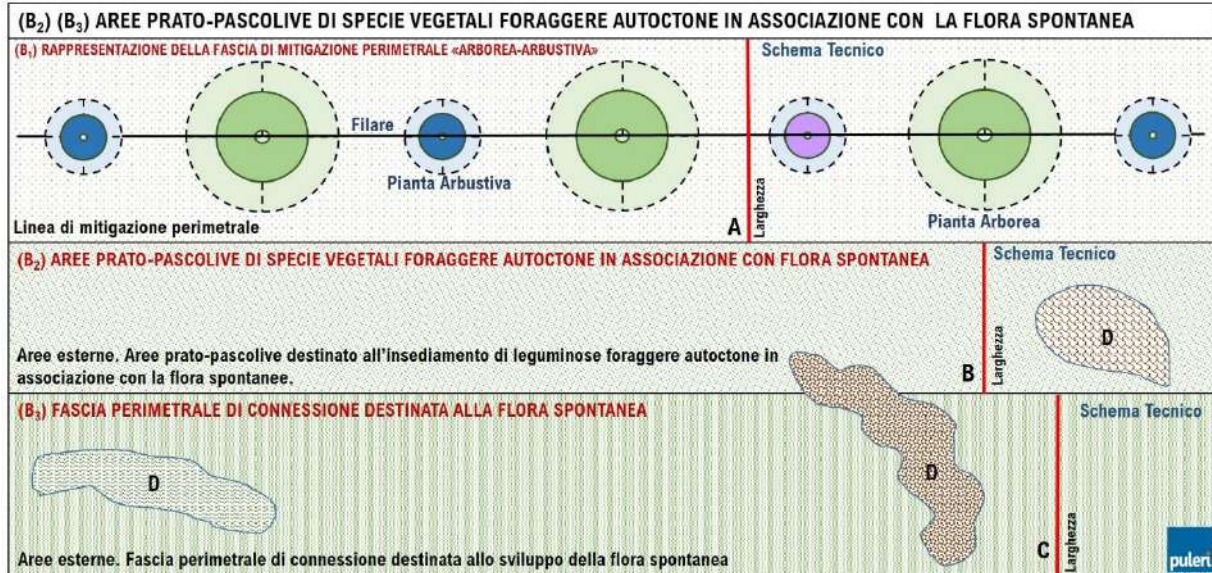 (B₂) (B₃) AREE PRATO-PASCOLIVE DI SPECIE VEGETALI FORAGGERE AUTOCTONE IN ASSOCIAZIONE CON LA FLORA SPONTANEA
(B₁) RAPPRESENTAZIONE DELLA FASCIA DI MITIGAZIONE PERIMETRALE «ARBOREA-ARBUSTIVA»
Schema Tecnico
Filare
Pianta Arbustiva
Pianta Arborea
Linea di mitigazione perimetrale
A
Larghezza
(B₂) AREE PRATO-PASCOLIVE DI SPECIE VEGETALI FORAGGERE AUTOCTONE IN ASSOCIAZIONE CON FLORA SPONTANEA
Schema Tecnico
D
Aree esterne. Aree prato-pascolive destinato all'insediamento di leguminose foraggere autoctone in
associazione con la flora spontanee.
B
Larghezza
(B₃) FASCIA PERIMETRALE DI CONNESSIONE DESTINATA ALLA FLORA SPONTANEA
Schema Tecnico
D
D
Aree esterne. Fascia perimetrale di connessione destinata allo sviluppo della flora spontanea
C
Larghezza
puleri